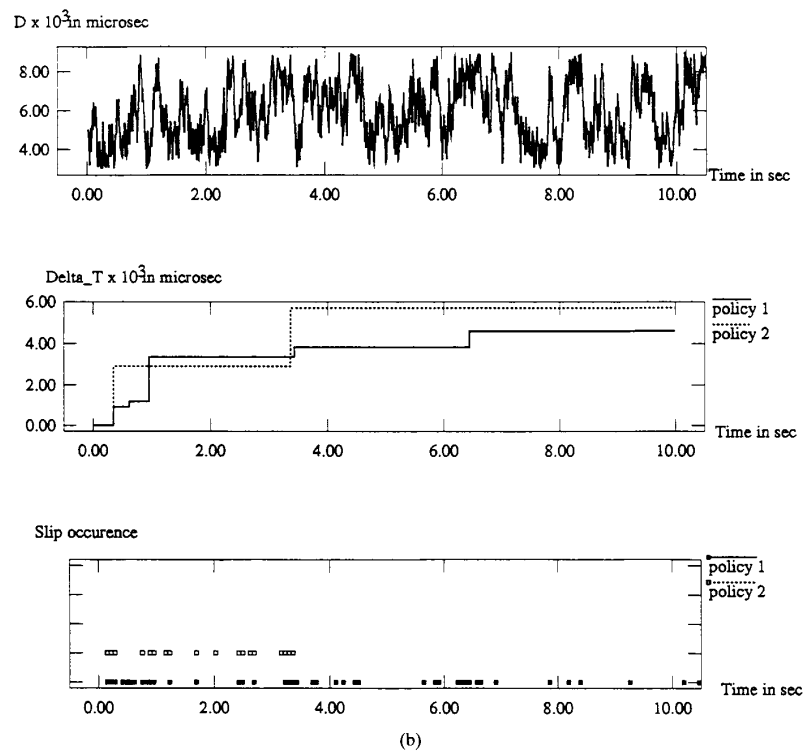 D x 10³in microsec
8.00
6.00
4.00
Time in sec
0.00 2.00 4.00 6.00 8.00 10.00
Delta_T x 10³in microsec
6.00
policy 1
policy 2
4.00
2.00
0.00
Time in sec
0.00 2.00 4.00 6.00 8.00 10.00
Slip occurence
policy 1
policy 2
Time in sec
0.00 2.00 4.00 6.00 8.00 10.00
(b)